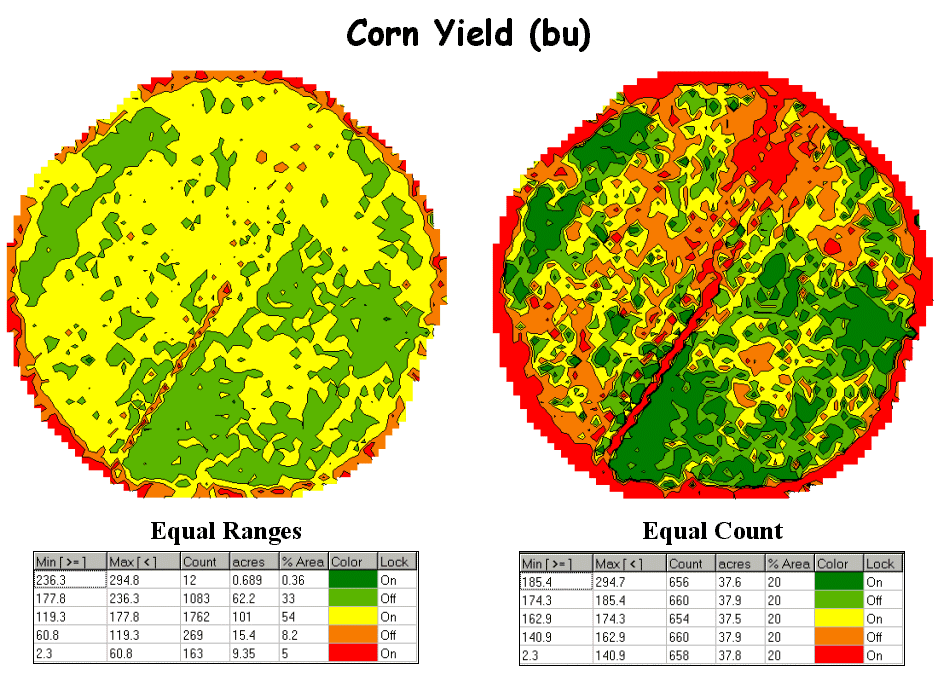 Corn Yield (bu)
Equal Ranges
Min [ >= ] Max [ < ] Count acres % Area Color Lock
236.3 294.8 12 0.689 0.36 On
177.8 236.3 1083 62.2 33 Off
119.3 177.8 1762 101 54 On
60.8 119.3 269 15.4 8.2 Off
2.3 60.8 163 9.35 5 On
Equal Count
Min [ >= ] Max [ < ] Count acres % Area Color Lock
185.4 294.7 656 37.6 20 On
174.3 185.4 660 37.9 20 Off
162.9 174.3 654 37.5 20 On
140.9 162.9 660 37.9 20 Off
2.3 140.9 658 37.8 20 On